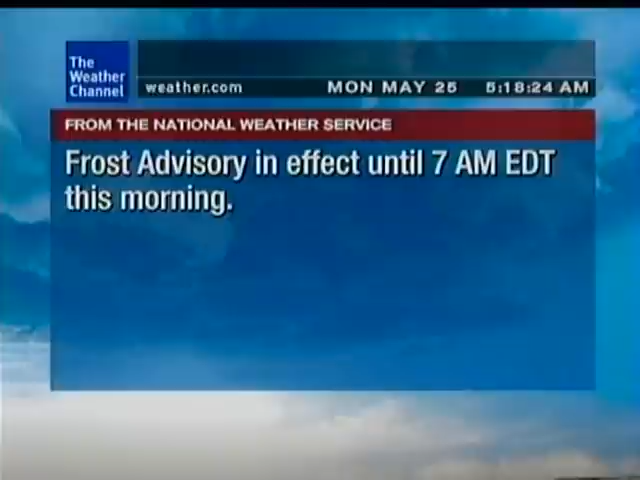 The
Weather
Channel
weather.com MON MAY 25 5:18:24 AM
FROM THE NATIONAL WEATHER SERVICE
Frost Advisory in effect until 7 AM EDT
this morning.